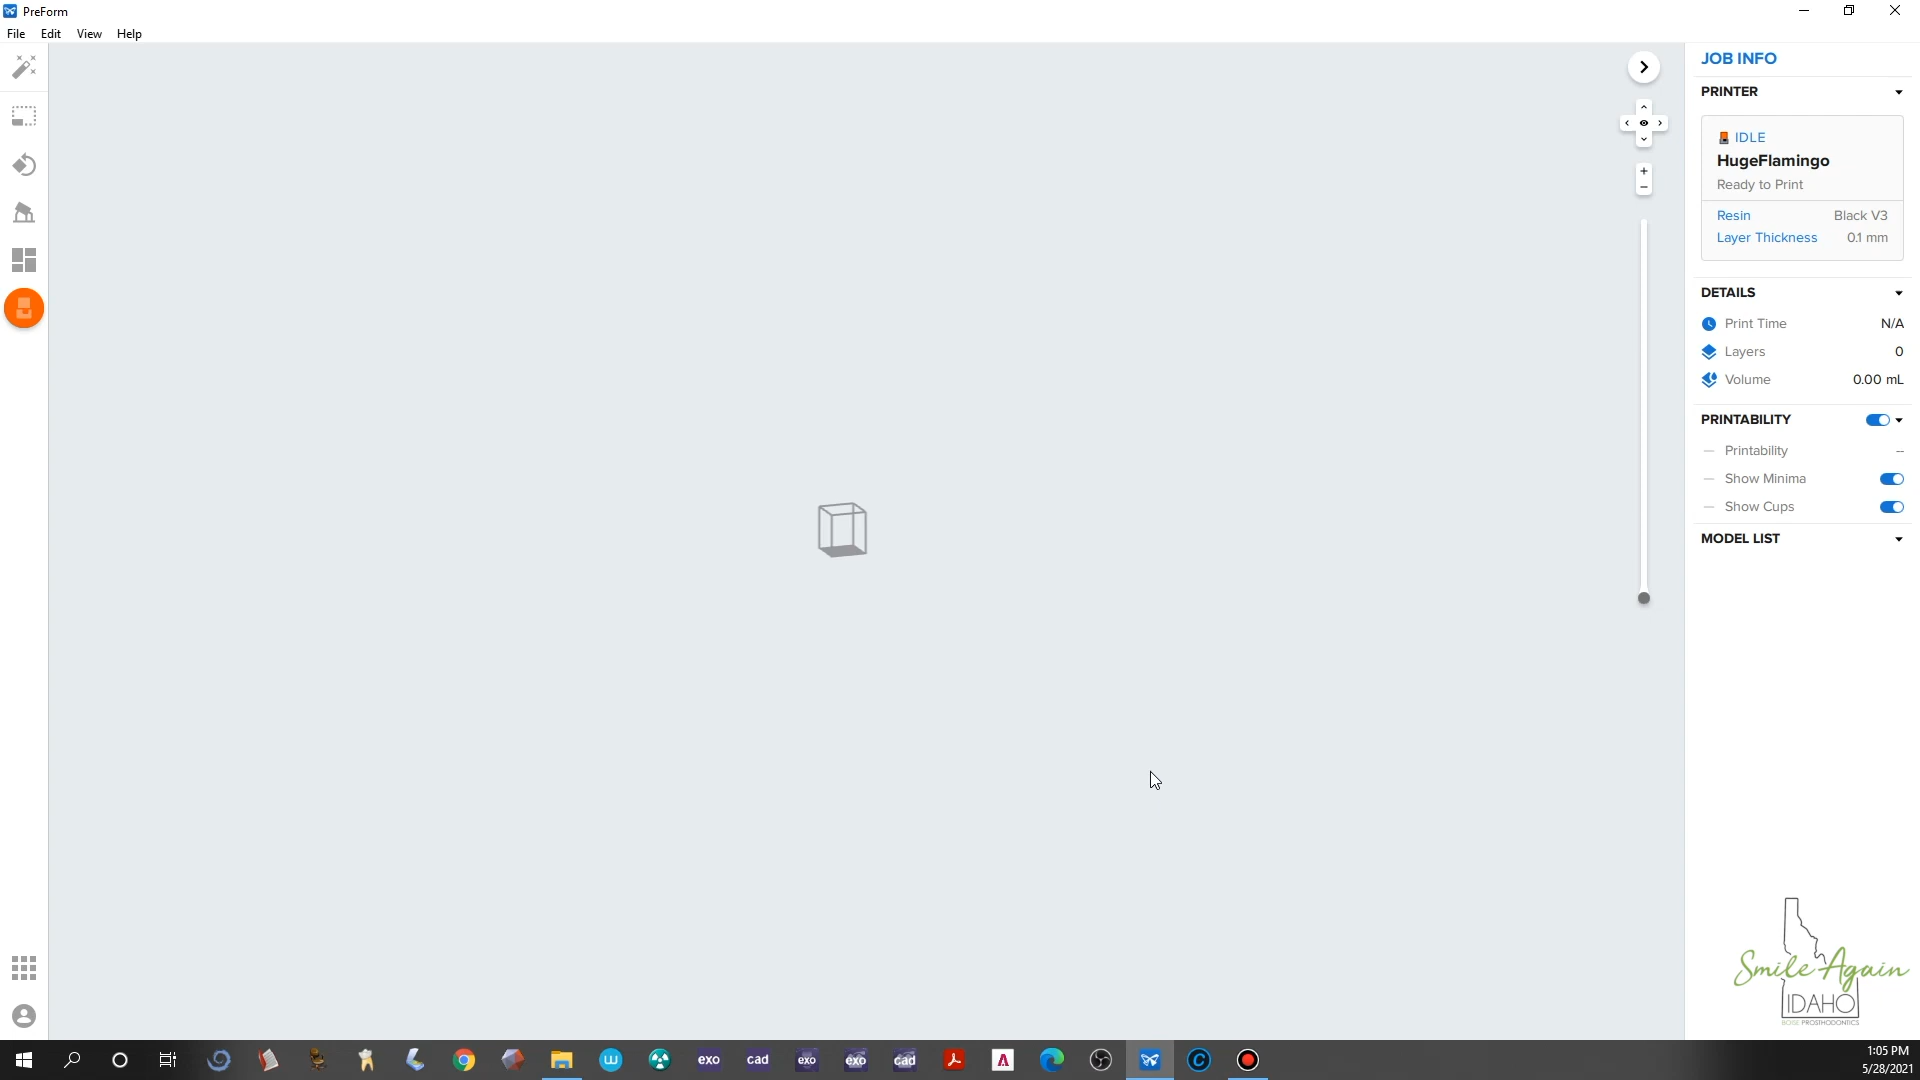 PreForm
File Edit View Help
JOB INFO
PRINTER
IDLE
HugeFlamingo
Ready to Print
Resin Black V3
Layer Thickness 0.1 mm
DETAILS
Print Time N/A
Layers 0
Volume 0.00 mL
PRINTABILITY
Printability --
Show Minima
Show Cups
MODEL LIST
Smile Again
IDAHO
BOISE PROSTHODONTICS
W exo cad exo exo cad C
1:05 PM
5/28/2021